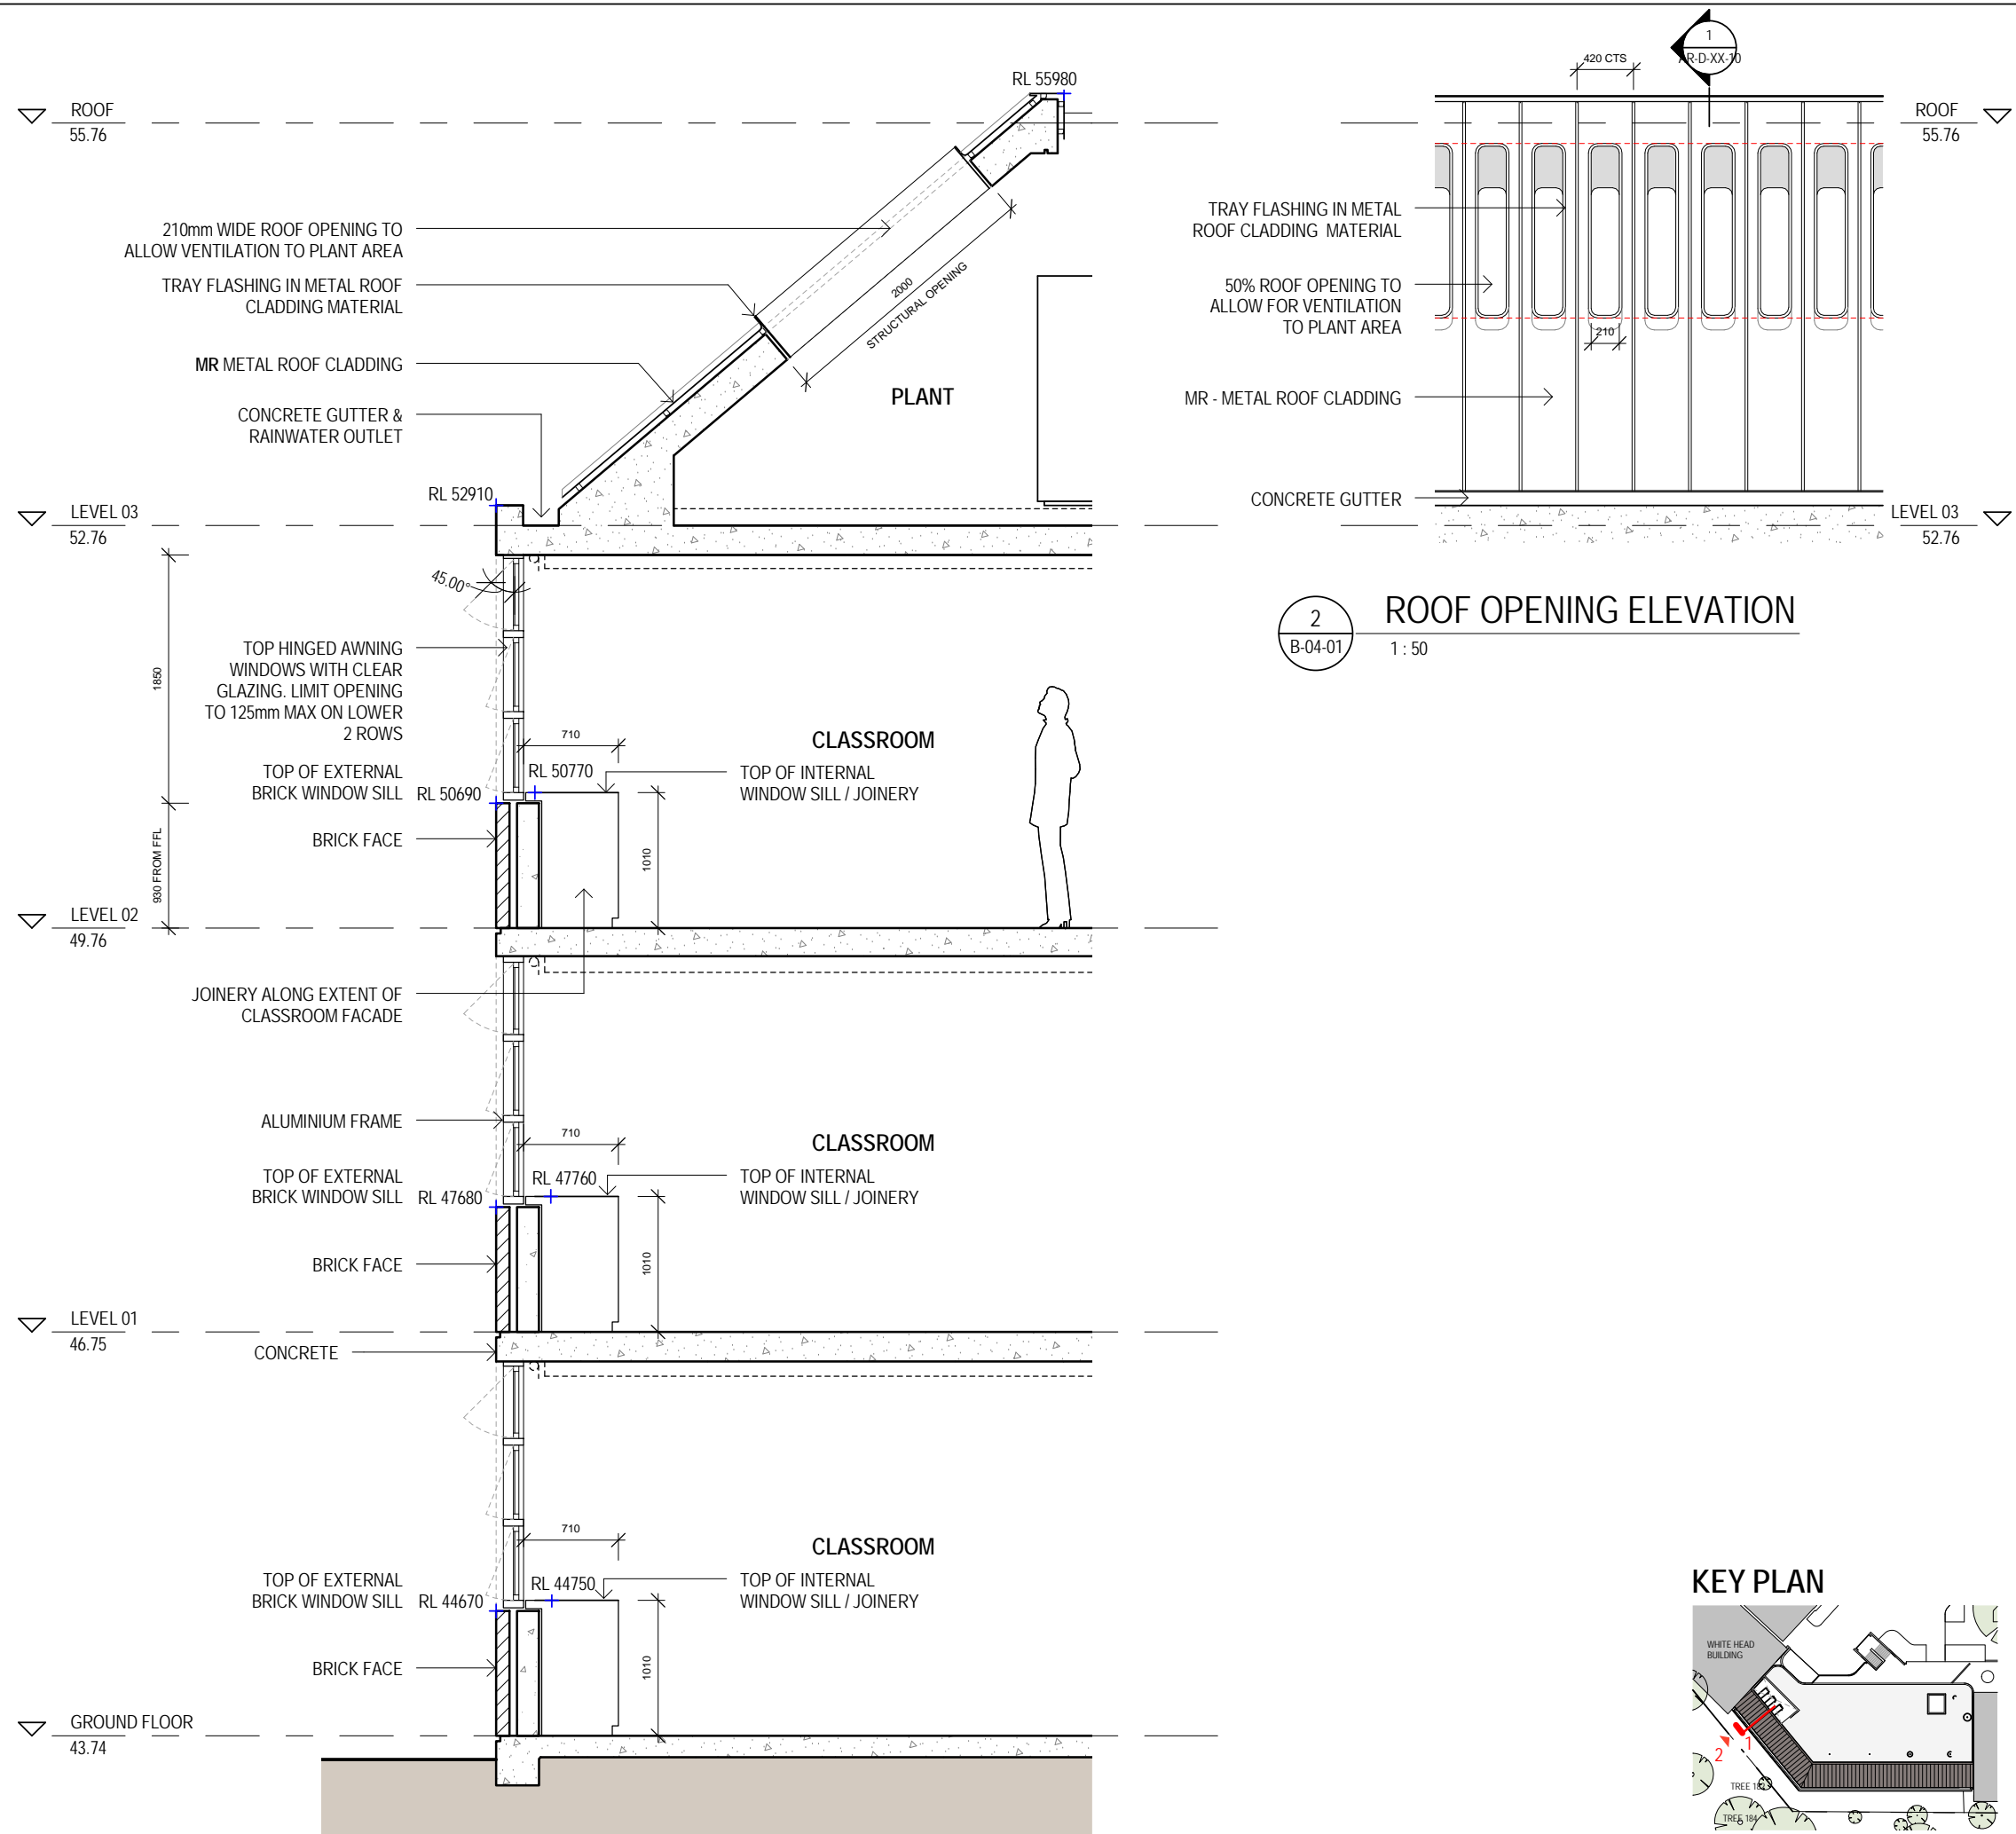 RL 55980
ROOF
55.76
210mm WIDE ROOF OPENING TO
ALLOW VENTILATION TO PLANT AREA
TRAY FLASHING IN METAL ROOF
CLADDING MATERIAL
2000
STRUCTURAL OPENING
MR METAL ROOF CLADDING
PLANT
CONCRETE GUTTER &
RAINWATER OUTLET
RL 52910
LEVEL 03
52.76
45.00°
1850
TOP HINGED AWNING
WINDOWS WITH CLEAR
GLAZING. LIMIT OPENING
TO 125mm MAX ON LOWER
2 ROWS
710
CLASSROOM
TOP OF EXTERNAL
BRICK WINDOW SILL
RL 50690
RL 50770
TOP OF INTERNAL
WINDOW SILL / JOINERY
BRICK FACE
930 FROM FFL
1010
LEVEL 02
49.76
JOINERY ALONG EXTENT OF
CLASSROOM FACADE
ALUMINIUM FRAME
710
CLASSROOM
TOP OF EXTERNAL
BRICK WINDOW SILL
RL 47680
RL 47760
TOP OF INTERNAL
WINDOW SILL / JOINERY
BRICK FACE
1010
LEVEL 01
46.75
CONCRETE
710
CLASSROOM
TOP OF EXTERNAL
BRICK WINDOW SILL
RL 44670
RL 44750
TOP OF INTERNAL
WINDOW SILL / JOINERY
BRICK FACE
1010
GROUND FLOOR
43.74
1
AR-D-XX-10
420 CTS
ROOF
55.76
TRAY FLASHING IN METAL
ROOF CLADDING MATERIAL
50% ROOF OPENING TO
ALLOW FOR VENTILATION
TO PLANT AREA
210
MR - METAL ROOF CLADDING
CONCRETE GUTTER
LEVEL 03
52.76
2
B-04-01
ROOF OPENING ELEVATION
1 : 50
KEY PLAN
WHITE HEAD
BUILDING
2
1
TREE 184